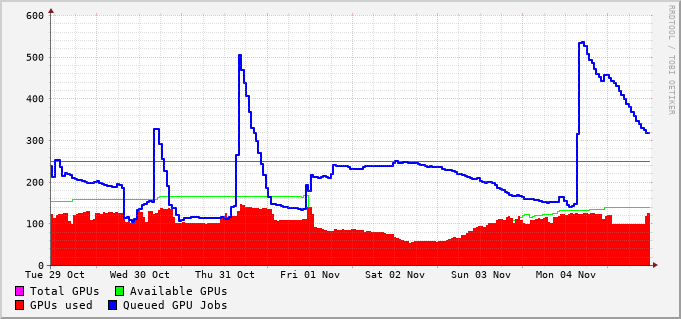 RRDTOOL / TOBI OETIKER
600
500
400
300
200
100
0
Tue 29 Oct Wed 30 Oct Thu 31 Oct Fri 01 Nov Sat 02 Nov Sun 03 Nov Mon 04 Nov
Total GPUs Available GPUs
GPUs used Queued GPU Jobs